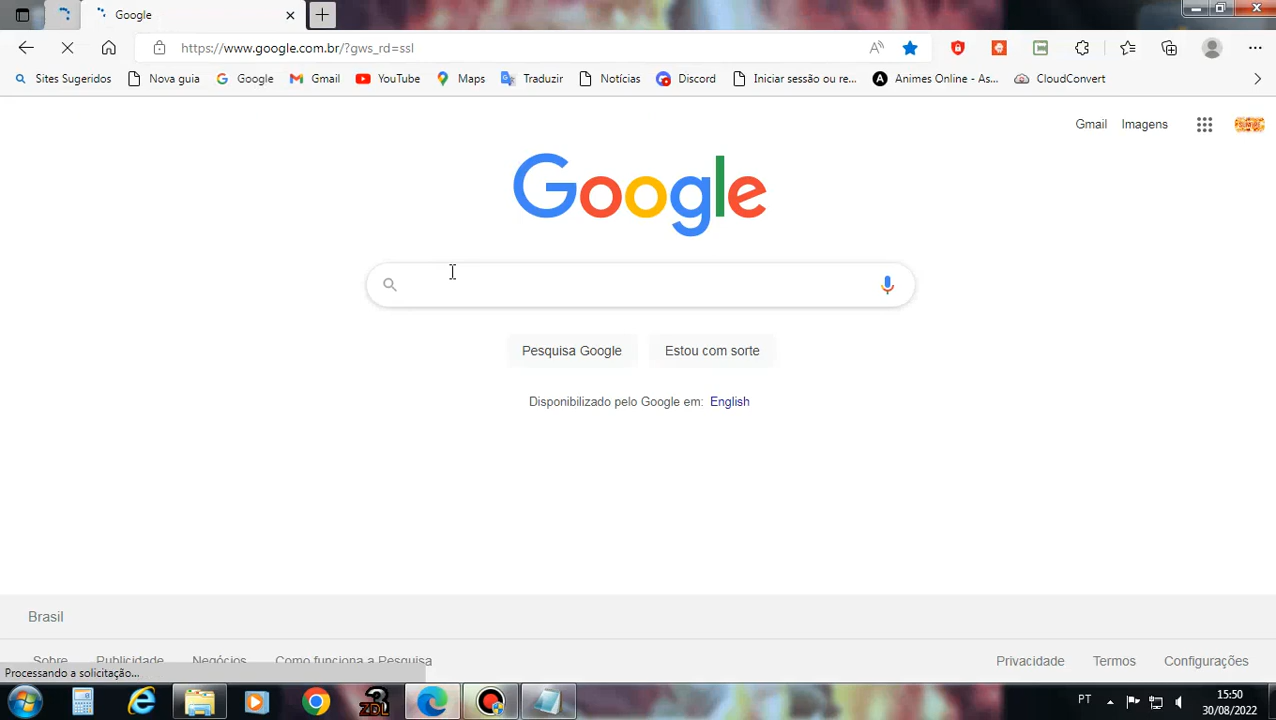 Google
https://www.google.com.br/?gws_rd=ssl
Sites Sugeridos Nova guia Google Gmail YouTube Maps Traduzir Notícias Discord Iniciar sessão ou re... Animes Online - As... CloudConvert
Gmail Imagens
Google
Pesquisa Google Estou com sorte
Disponibilizado pelo Google em: English
Brasil
Sobre Publicidade Negócios Como funciona a Pesquisa Privacidade Termos Configurações
Processando a solicitação...
3 ZDL PT 15:50
30/08/2022